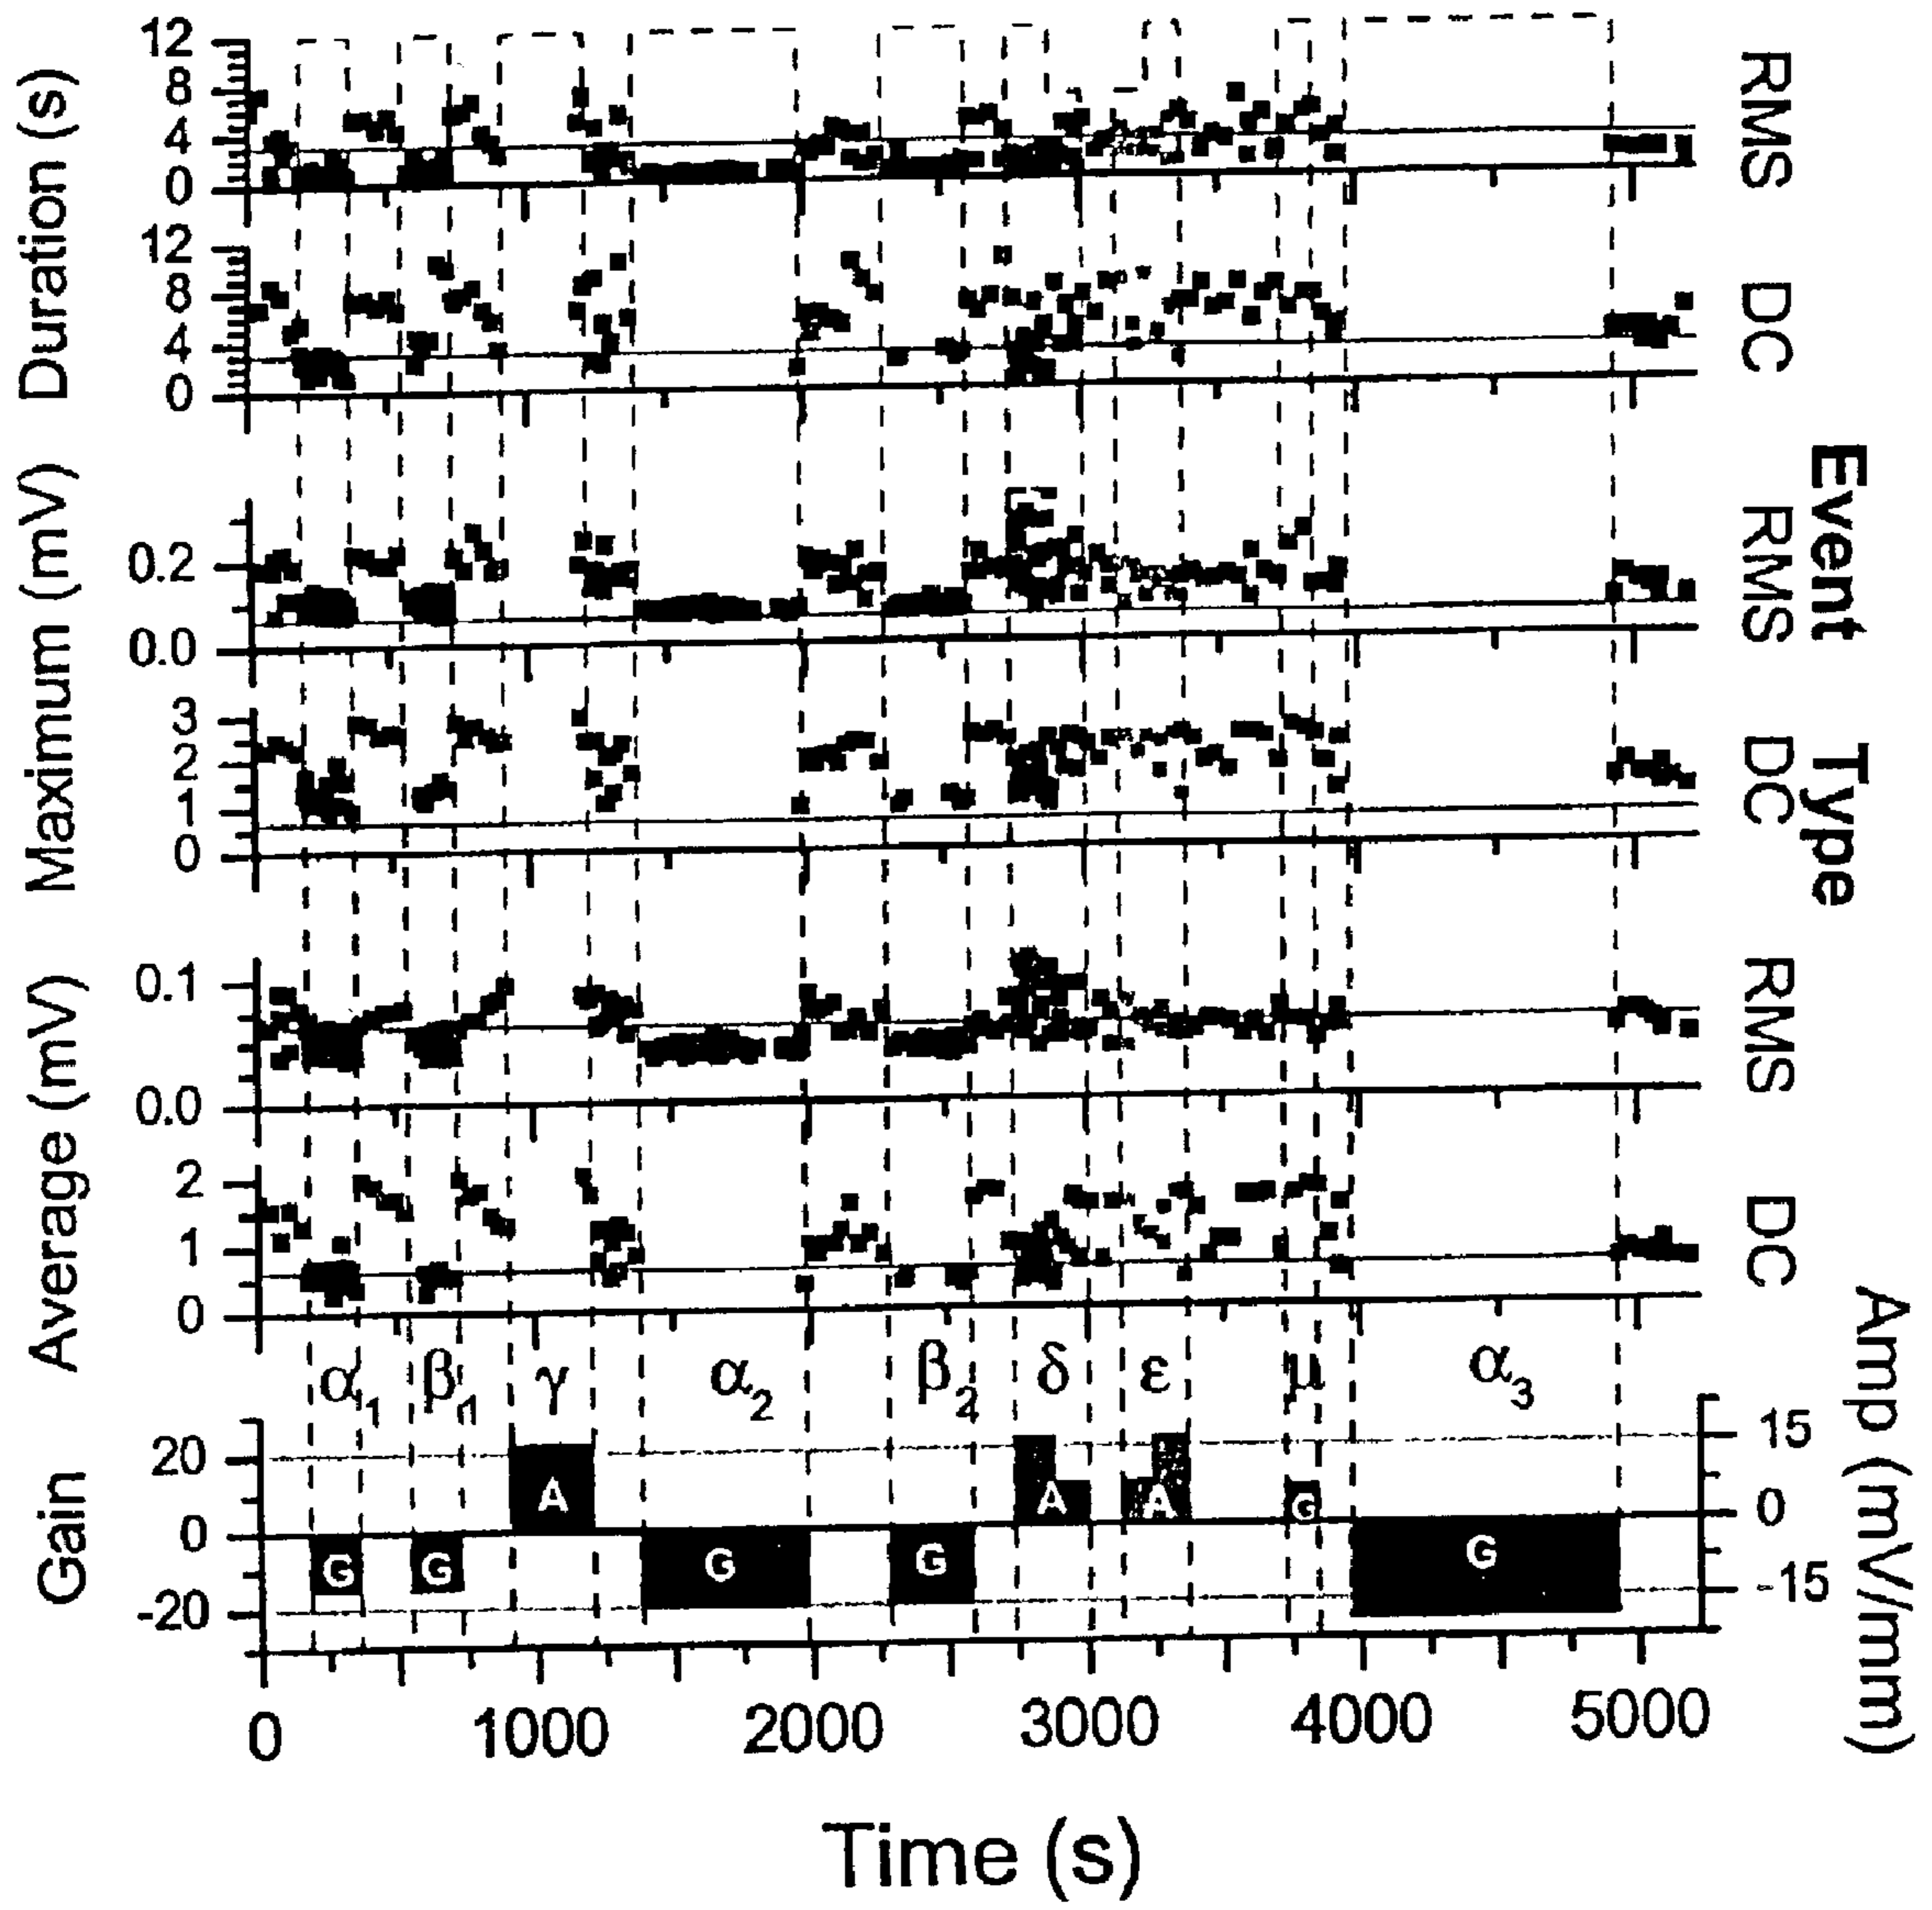 Duration (s)
12
8
4
0
RMS
12
8
4
0
DC
Maximum (mV)
0.2
0.0
RMS
3
2
1
0
DC
Event Type
Average (mV)
0.1
0.0
RMS
2
1
0
DC
α1 β1 γ α2 β2 δ ε μ α3
Gain
20
0
-20
G G A G G A A G G
15
0
-15
Amp (mV/mm)
0 1000 2000 3000 4000 5000
Time (s)